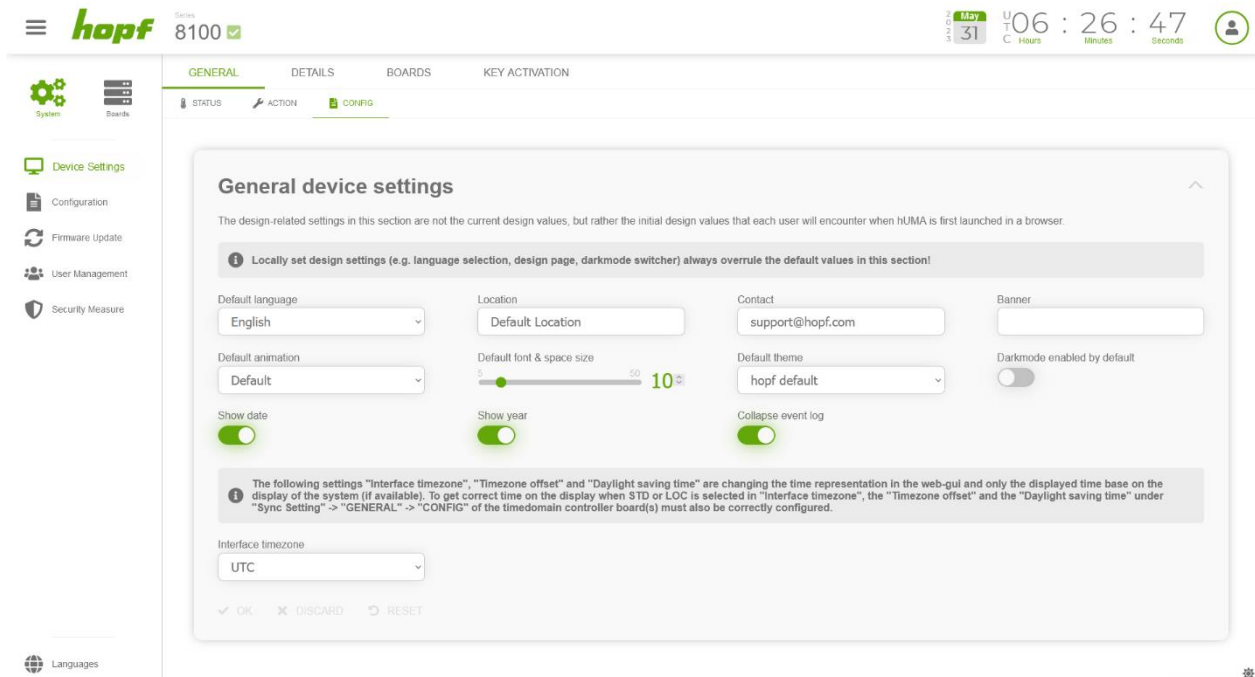 hopf
Series
8100
2023
May
31
UTC
06 : 26 : 47
Hours Minutes Seconds
System Boards
GENERAL DETAILS BOARDS KEY ACTIVATION
STATUS ACTION CONFIG
Device Settings
Configuration
Firmware Update
User Management
Security Measure
Languages
General device settings
The design-related settings in this section are not the current design values, but rather the initial design values that each user will encounter when hUMA is first launched in a browser.
Locally set design settings (e.g. language selection, design page, darkmode switcher) always overrule the default values in this section!
Default language Location Contact Banner
English Default Location support@hopf.com
Default animation Default font & space size Default theme Darkmode enabled by default
Default 5 50 10 hopf default
Show date Show year Collapse event log
The following settings "Interface timezone", "Timezone offset" and "Daylight saving time" are changing the time representation in the web-gui and only the displayed time base on the
display of the system (if available). To get correct time on the display when STD or LOC is selected in "Interface timezone", the "Timezone offset" and the "Daylight saving time" under
"Sync Setting" -> "GENERAL" -> "CONFIG" of the timedomain controller board(s) must also be correctly configured.
Interface timezone
UTC
OK DISCARD RESET